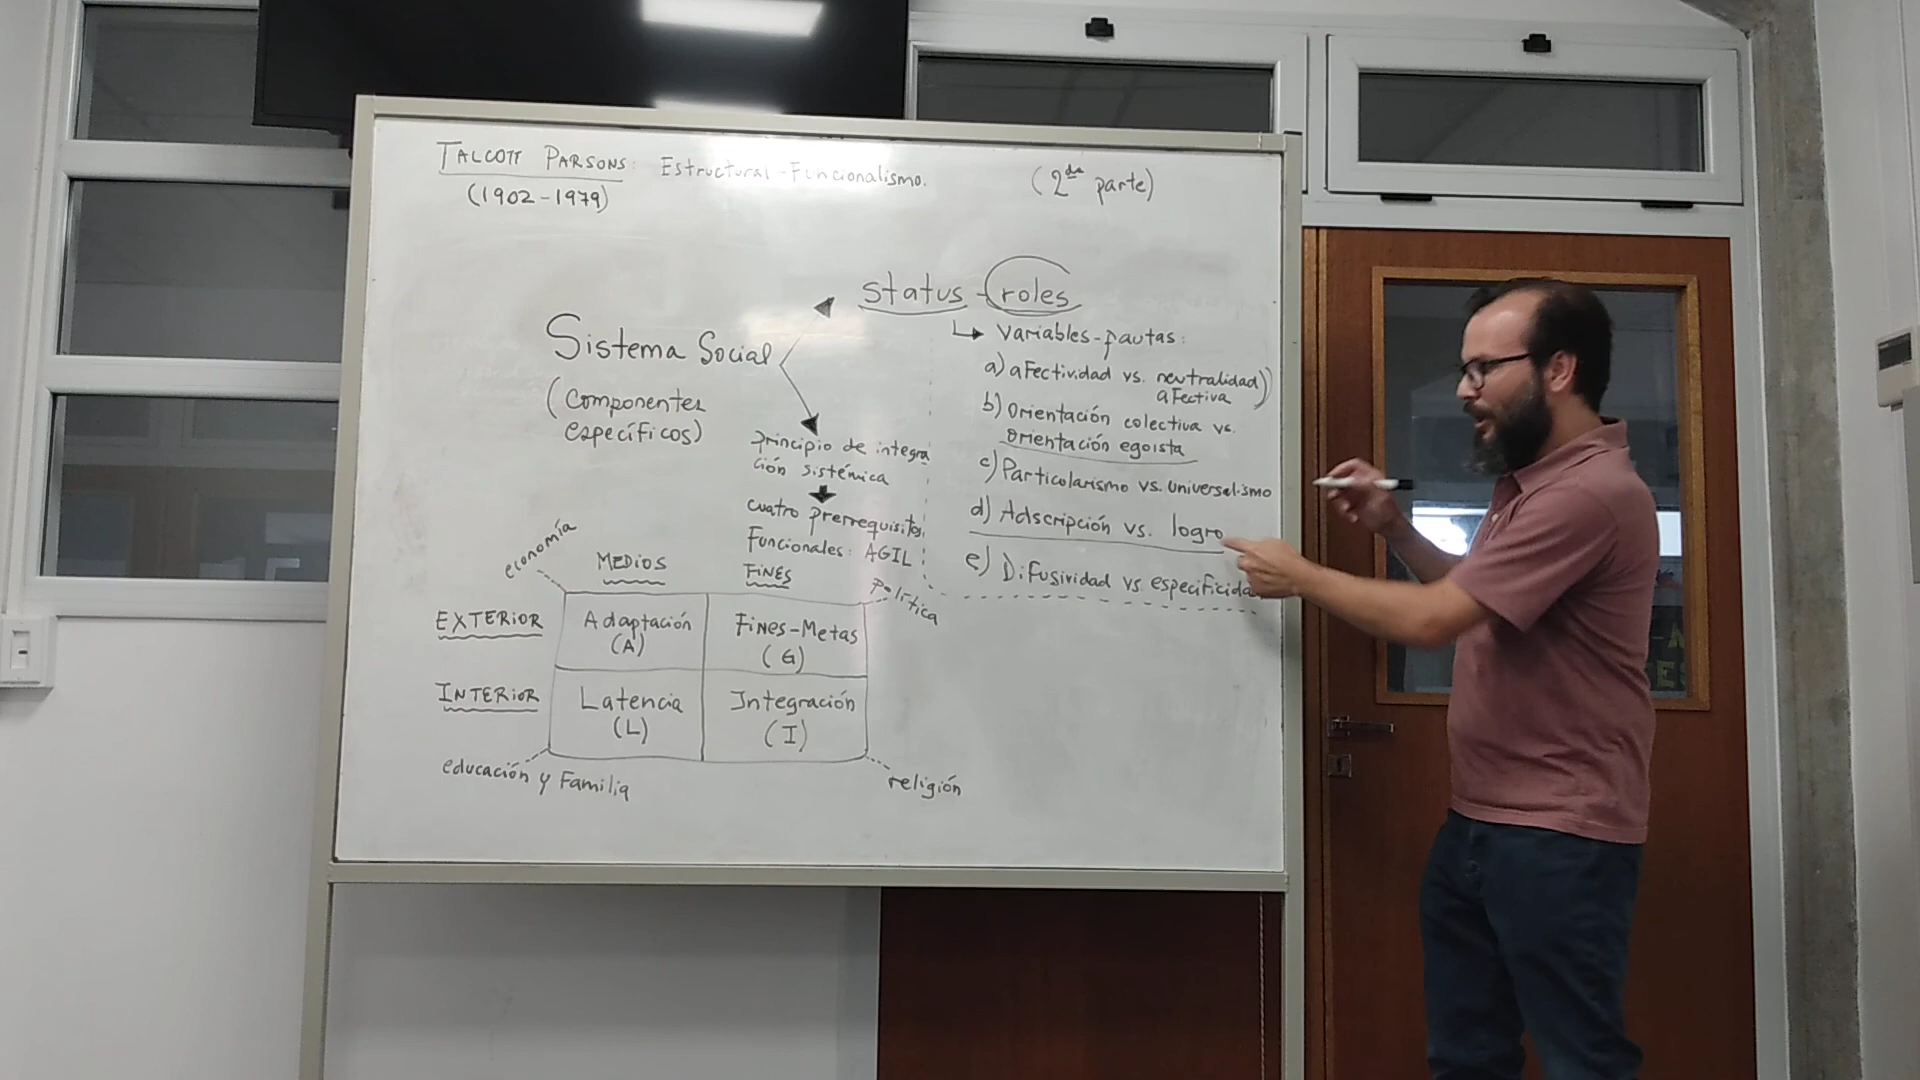 TALCOTT PARSONS: Estructural-Funcionalismo.
(1902-1979)
(2da parte)
Status - roles
Sistema Social
(Componentes
específicos)
Variables-pautas:
a) aFectividad vs. neutralidad
aFectiva
b) Orientación colectiva vs.
Orientación egoísta
c) Particularismo vs. universalismo
d) Adscripción vs. logro
e) Difusividad vs especificida
principio de integra
ción sistémica
cuatro prerrequisitos
Funcionales: AGIL
economía
MEDIOS
FINES
Política
EXTERIOR
Adaptación
(A)
FINES-Metas
(G)
INTERIOR
Latencia
(L)
Integración
(I)
educación y Familia
religión